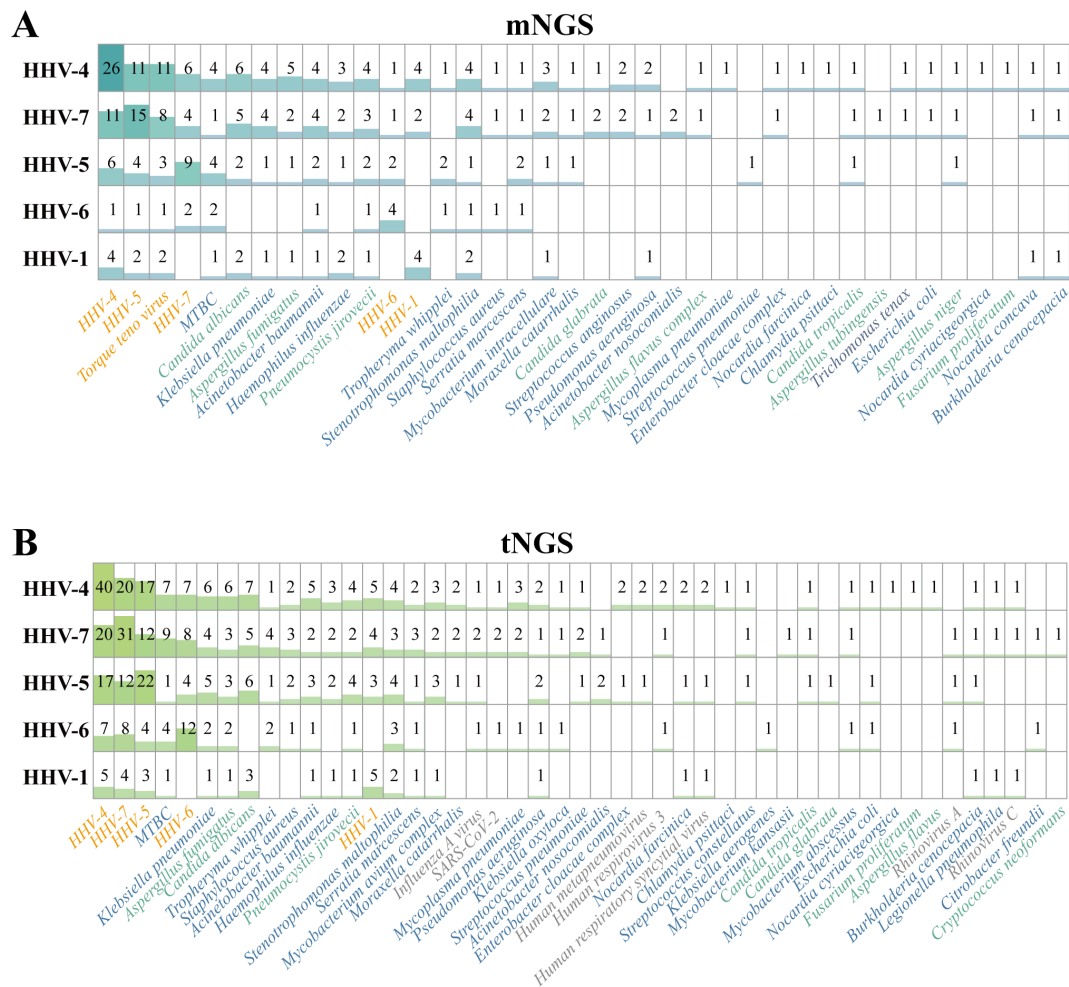 A
mNGS
HHV-4 26 11 11 6 4 6 4 5 4 3 4 1 4 1 4 1 1 3 1 1 2 2 1 1 1 1 1 1 1 1 1 1 1 1 1
HHV-7 11 15 8 4 1 5 4 2 4 2 3 1 2 4 1 1 2 1 2 2 1 2 1 1 1 1 1 1 1 1 1
HHV-5 6 4 3 9 4 2 1 1 2 1 2 2 2 1 2 1 1 1 1 1
HHV-6 1 1 1 2 2 1 1 4 1 1 1 1
HHV-1 4 2 2 1 2 1 1 1 2 1 4 2 1 1 1 1
HHV-4
HHV-5
Torque teno virus
HHV-7
MTBC
Candida albicans
Klebsiella pneumoniae
Aspergillus fumigatus
Acinetobacter baumannii
Haemophilus influenzae
Pneumocystis jirovecii
HHV-6
HHV-1
Tropheryma whipplei
Stenotrophomonas maltophilia
Staphylococcus aureus
Serratia marcescens
Mycobacterium intracellulare
Moraxella catarrhalis
Candida glabrata
Streptococcus anginosus
Pseudomonas aeruginosa
Acinetobacter nosocomialis
Aspergillus flavus complex
Mycoplasma pneumoniae
Streptococcus pneumoniae
Enterobacter cloacae complex
Nocardia farcinica
Chlamydia psitaci
Candida tropicalis
Aspergillus tubingensis
Trichomonas tenax
Escherichia coli
Aspergillus niger
Nocardia cyriacigeorgica
Fusarium proliferatum
Nocardia concava
Burkholderia cenocepacia
B
tNGS
HHV-4 40 20 17 7 7 6 6 7 1 2 5 3 4 5 4 2 3 2 1 1 3 2 1 1 2 2 2 2 2 1 1 1 1 1 1 1 1 1 1 1
HHV-7 20 31 12 9 8 4 3 5 4 3 2 2 2 4 3 3 2 2 2 2 2 1 1 2 1 1 1 1 1 1 1 1 1 1 1 1
HHV-5 17 12 22 1 4 5 3 6 1 2 3 2 4 3 4 1 3 1 1 2 1 2 1 1 1 1 1 1 1 1 1 1
HHV-6 7 8 4 4 12 2 2 2 1 1 1 3 1 1 1 1 1 1 1 1 1 1 1 1
HHV-1 5 4 3 1 1 1 3 1 1 1 5 2 1 1 1 1 1 1 1 1
HHV-4
HHV-7
HHV-5
MTBC
HHV-6
Klebsiella pneumoniae
Aspergillus fumigatus
Candida albicans
Tropheryma whipplei
Staphylococcus aureus
Acinetobacter baumannii
Haemophilus influenzae
Pneumocystis jirovecii
HHV-1
Stenotrophomonas maltophilia
Serratia marcescens
Mycobacterium avium complex
Moraxella catarrhalis
Influenza A virus
SARS-CoV-2
Mycoplasma pneumoniae
Pseudomonas aeruginosa
Klebsiella oxytoca
Streptococcus pneumoniae
Acinetobacter nosocomialis
Enterobacter cloacae complex
Human metapneumovirus
Human respirovirus 3
Nocardia farcinica
Human respiratory syncytial virus
Chlamydia psittaci
Streptococcus constellatus
Klebsiella aerogenes
Mycobacterium kansasii
Candida tropicalis
Candida glabrata
Mycobacterium abscessus
Escherichia coli
Nocardia cyriacigeorgica
Fusarium proliferatum
Aspergillus flavus
Rhinovirus A
Burkholderia cenocepacia
Legionella pneumophila
Rhinovirus C
Citrobacter freundii
Cryptococcus neoformans